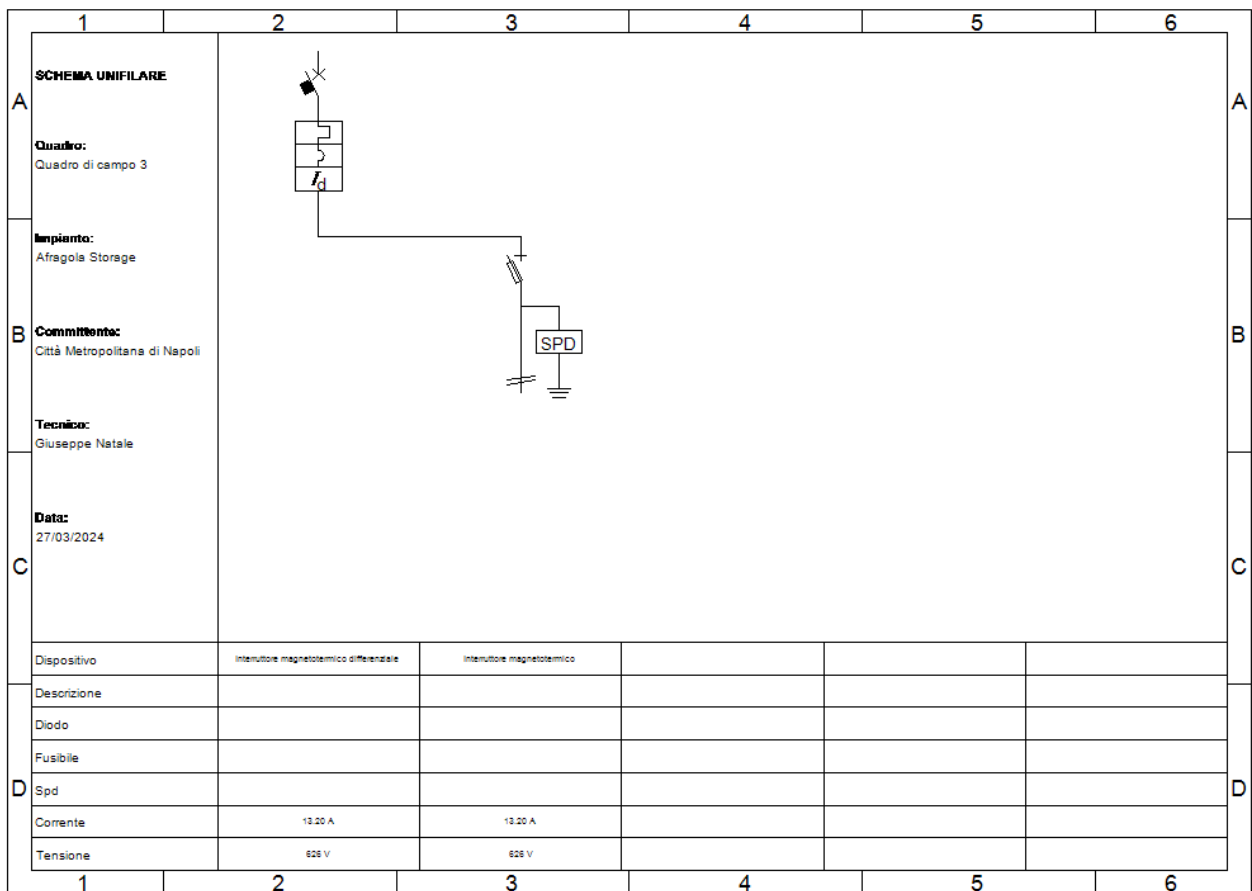 1 2 3 4 5 6
SCHEMA UNIFILARE
A A
Quadro:
Quadro di campo 3
Id
Impianto:
Afragola Storage
B B
Committente:
Città Metropolitana di Napoli
SPD
Tecnico:
Giuseppe Natale
Data:
27/03/2024
C C
Dispositivo Interruttore magnetotermico differenziale Interruttore magnetotermico
Descrizione
Diodo
Fusibile
D Spd D
Corrente 13.20 A 13.20 A
Tensione 626 V 626 V
1 2 3 4 5 6